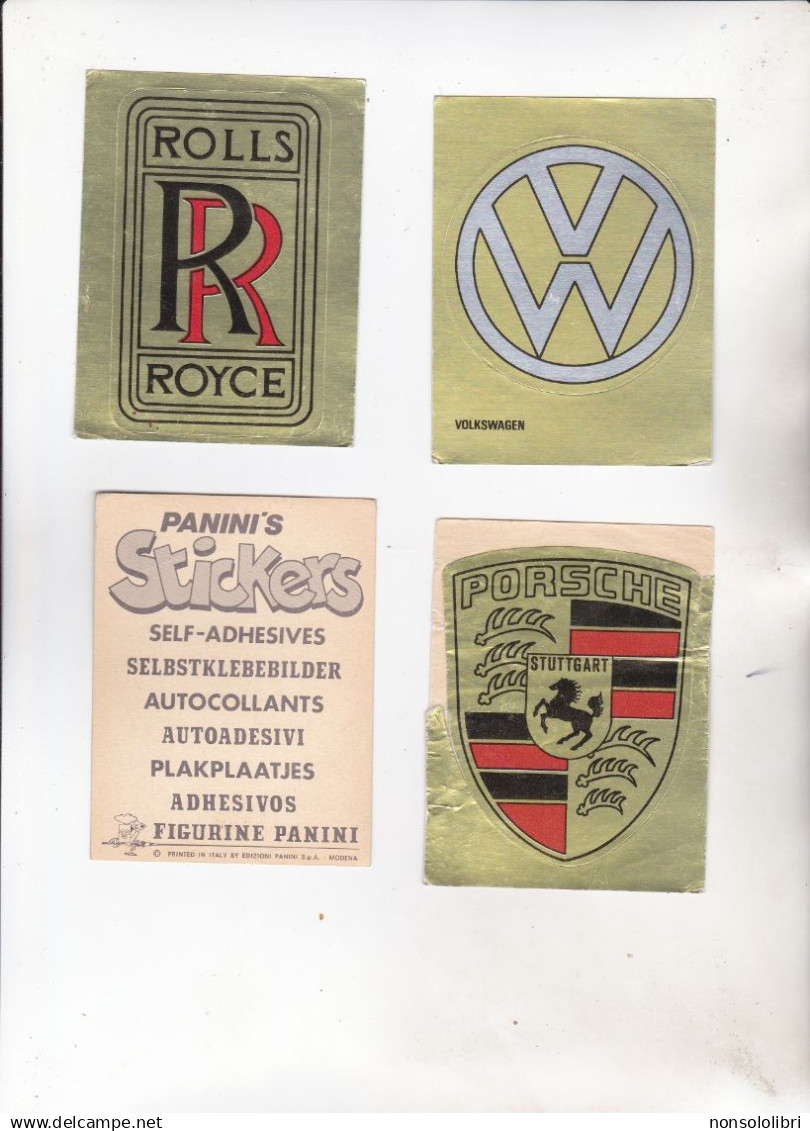 ROLLS
RR
ROYCE
VW
VOLKSWAGEN
PANINI'S
Stickers
SELF-ADHESIVES
SELBSTKLEBEBILDER
AUTOCOLLANTS
AUTOADESIVI
PLAKPLAATJES
ADHESIVOS
FIGURINE PANINI
© PRINTED IN ITALY BY EDIZIONI PANINI S.p.A. - MODENA
PORSCHE
STUTTGART
www.delcampe.net
nonsololibri